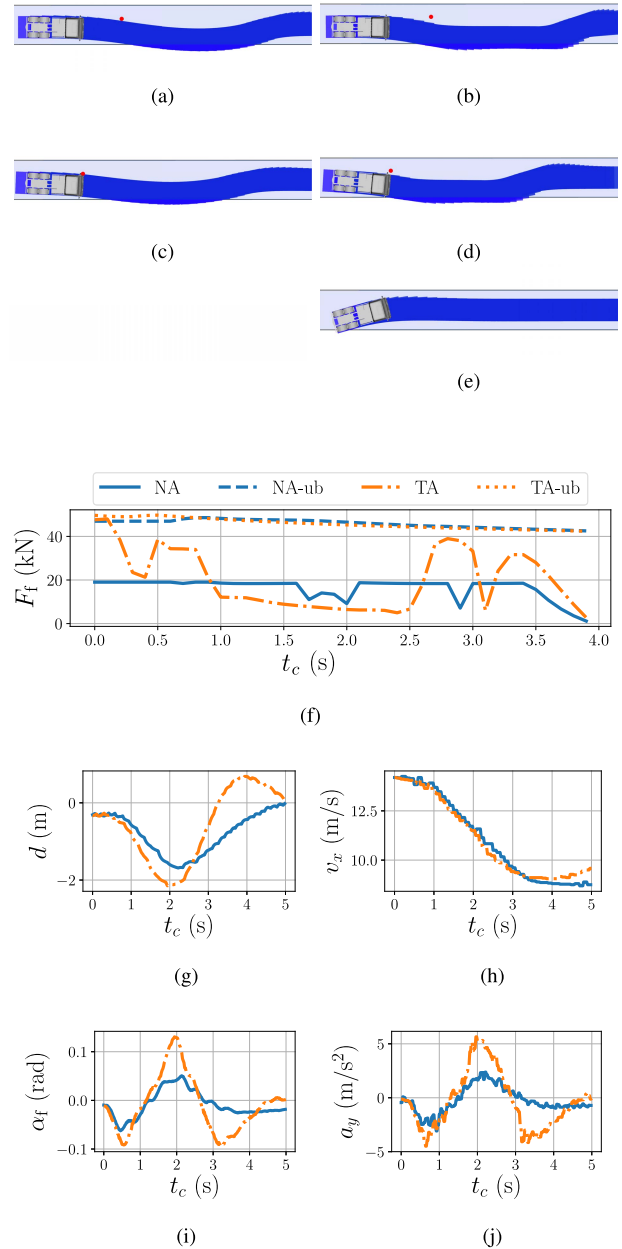 (a)
(b)
(c)
(d)
(e)
NA
NA-ub
TA
TA-ub
F_f (kN)
40
20
0
0.0 0.5 1.0 1.5 2.0 2.5 3.0 3.5 4.0
t_c (s)
(f)
d (m)
0
−2
0 1 2 3 4 5
t_c (s)
(g)
v_x (m/s)
12.5
10.0
0 1 2 3 4 5
t_c (s)
(h)
α_f (rad)
0.1
0.0
−0.1
0 1 2 3 4 5
t_c (s)
(i)
a_y (m/s²)
5
0
−5
0 1 2 3 4 5
t_c (s)
(j)